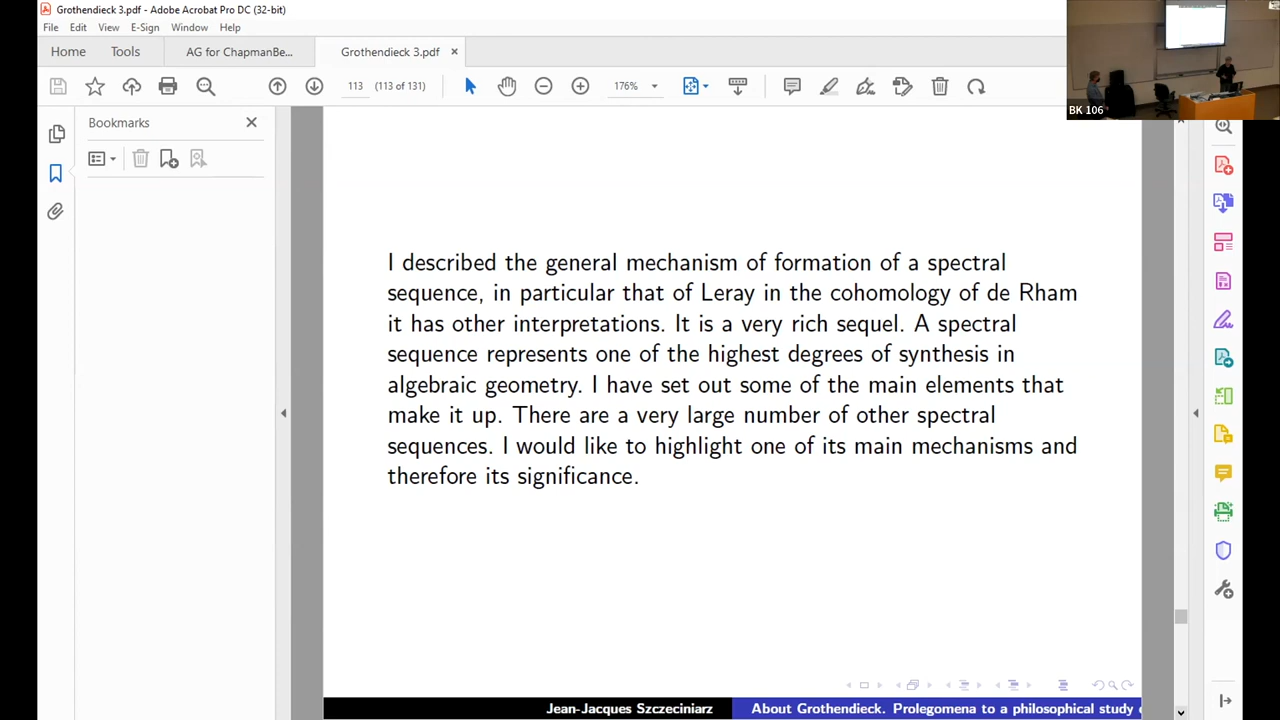 Grothendieck 3.pdf - Adobe Acrobat Pro DC (32-bit)
File Edit View E-Sign Window Help
Home Tools AG for ChapmanBe... Grothendieck 3.pdf ×
113 (113 of 131) 176%
BK 106
Bookmarks
I described the general mechanism of formation of a spectral
sequence, in particular that of Leray in the cohomology of de Rham
it has other interpretations. It is a very rich sequel. A spectral
sequence represents one of the highest degrees of synthesis in
algebraic geometry. I have set out some of the main elements that
make it up. There are a very large number of other spectral
sequences. I would like to highlight one of its main mechanisms and
therefore its significance.
Jean-Jacques Szczeciniarz About Grothendieck. Prolegomena to a philosophical study